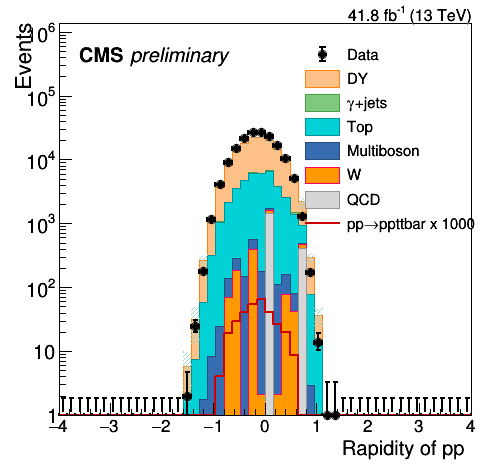 41.8 fb⁻¹ (13 TeV)
Events
CMS preliminary
Data
DY
γ+jets
Top
Multiboson
W
QCD
pp→ppttbar x 1000
10⁶
10⁵
10⁴
10³
10²
10
1
−4 −3 −2 −1 0 1 2 3 4
Rapidity of pp